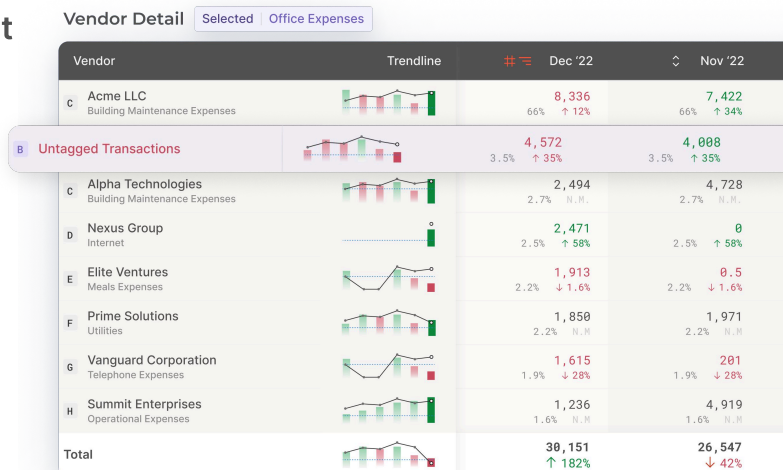 t
Vendor Detail Selected Office Expenses
Vendor Trendline Dec '22 Nov '22
C Acme LLC 8,336 7,422
Building Maintenance Expenses 66% ↑ 12% 66% ↑ 34%
B Untagged Transactions 4,572 4,008
3.5% ↑ 35% 3.5% ↑ 35%
C Alpha Technologies 2,494 4,728
Building Maintenance Expenses 2.7% N.M. 2.7% N.M.
D Nexus Group 2,471 0
Internet 2.5% ↑ 58% 2.5% ↑ 58%
E Elite Ventures 1,913 0.5
Meals Expenses 2.2% ↓ 1.6% 2.2% ↓ 1.6%
F Prime Solutions 1,850 1,971
Utilities 2.2% N.M 2.2% N.M
G Vanguard Corporation 1,615 201
Telephone Expenses 1.9% ↓ 28% 1.9% ↓ 28%
H Summit Enterprises 1,236 4,919
Operational Expenses 1.6% N.M 1.6% N.M
Total 30,151 26,547
↑ 182% ↓ 42%